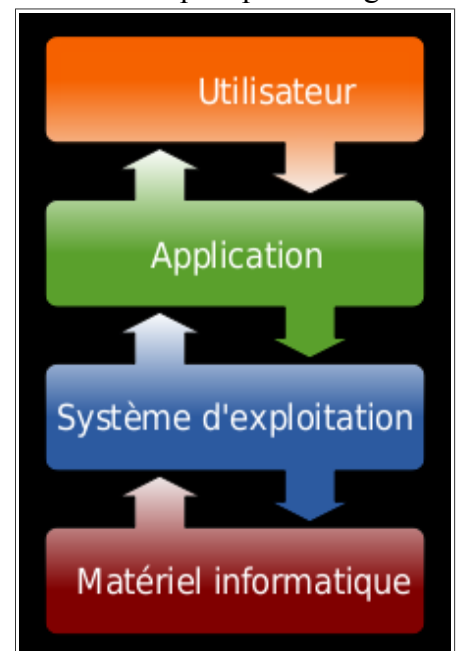 Utilisateur
Application
Système d'exploitation
Matériel informatique